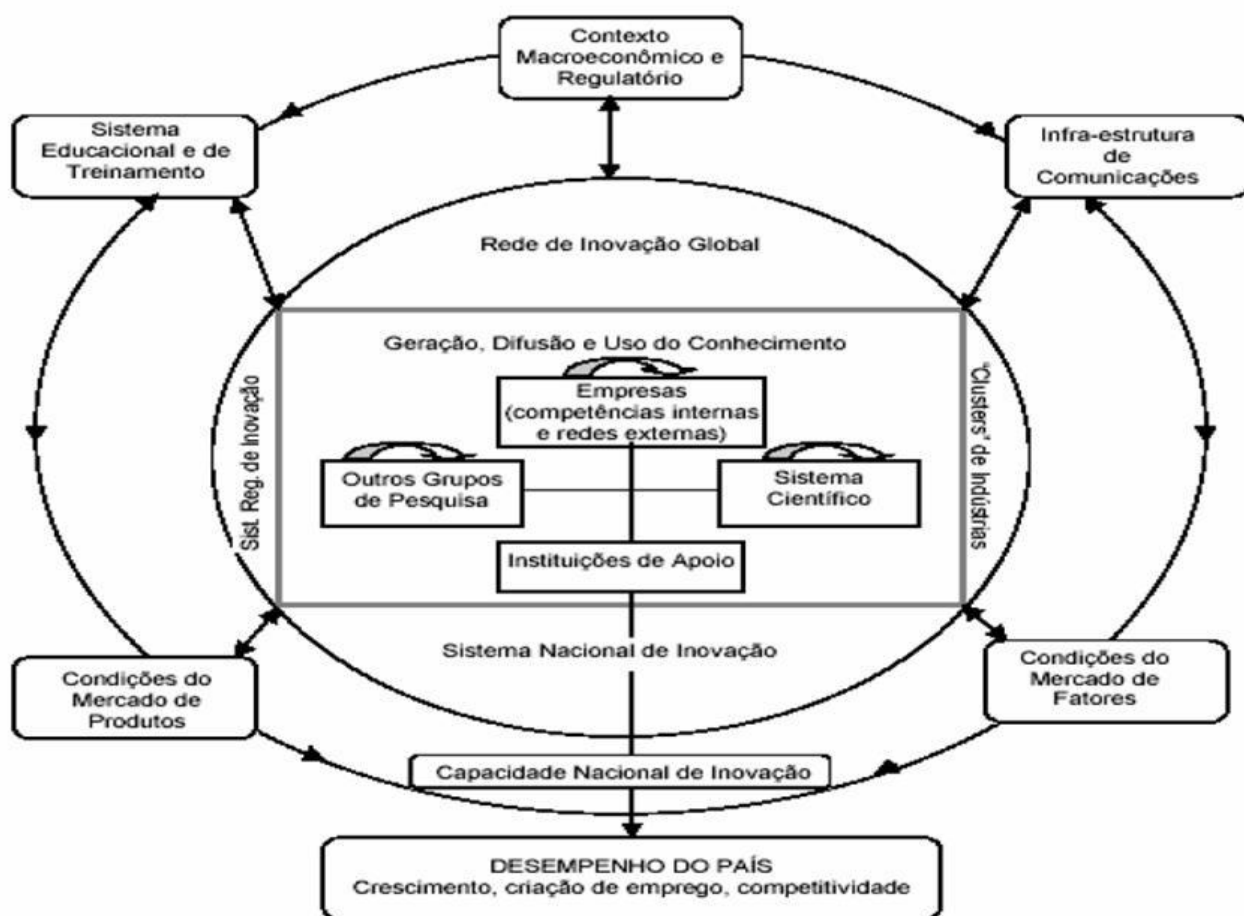 Contexto
Macroeconômico e
Regulatório
Sistema
Educacional e de
Treinamento
Infra-estrutura
de
Comunicações
Rede de Inovação Global
Geração, Difusão e Uso do Conhecimento
Sist. Reg. de Inovação
"Clusters" de Indústrias
Empresas
(competências internas
e redes externas)
Outros Grupos
de Pesquisa
Sistema
Científico
Instituições de Apoio
Sistema Nacional de Inovação
Condições do
Mercado de
Produtos
Condições do
Mercado de
Fatores
Capacidade Nacional de Inovação
DESEMPENHO DO PAÍS
Crescimento, criação de emprego, competitividade